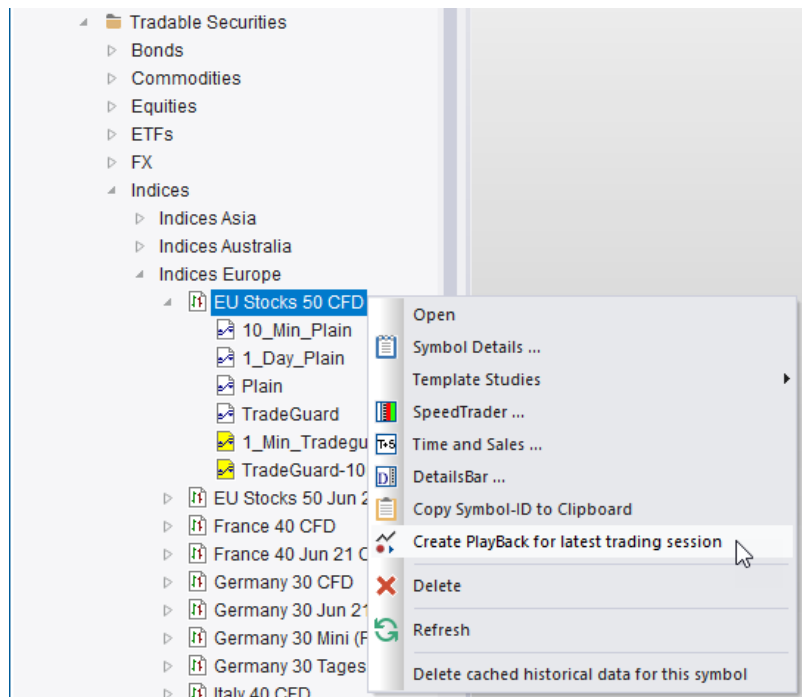 Tradable Securities
Bonds
Commodities
Equities
ETFs
FX
Indices
Indices Asia
Indices Australia
Indices Europe
EU Stocks 50 CFD
10_Min_Plain
1_Day_Plain
Plain
TradeGuard
1_Min_Tradegu
TradeGuard-10
EU Stocks 50 Jun 2
France 40 CFD
France 40 Jun 21 C
Germany 30 CFD
Germany 30 Jun 21
Germany 30 Mini (F
Germany 30 Tages
Italy 40 CFD
Open
Symbol Details ...
Template Studies
SpeedTrader ...
T+S Time and Sales ...
D DetailsBar ...
Copy Symbol-ID to Clipboard
Create PlayBack for latest trading session
Delete
Refresh
Delete cached historical data for this symbol